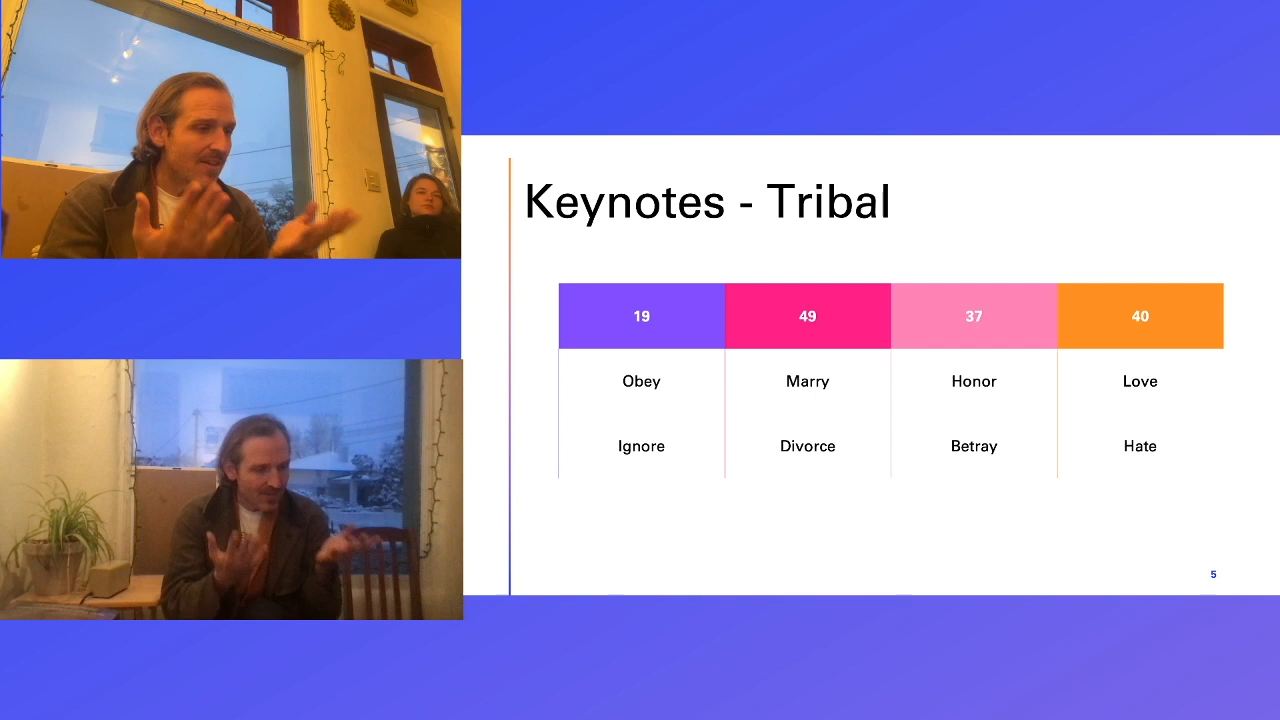 Keynotes - Tribal
19 49 37 40
Obey Marry Honor Love
Ignore Divorce Betray Hate
5